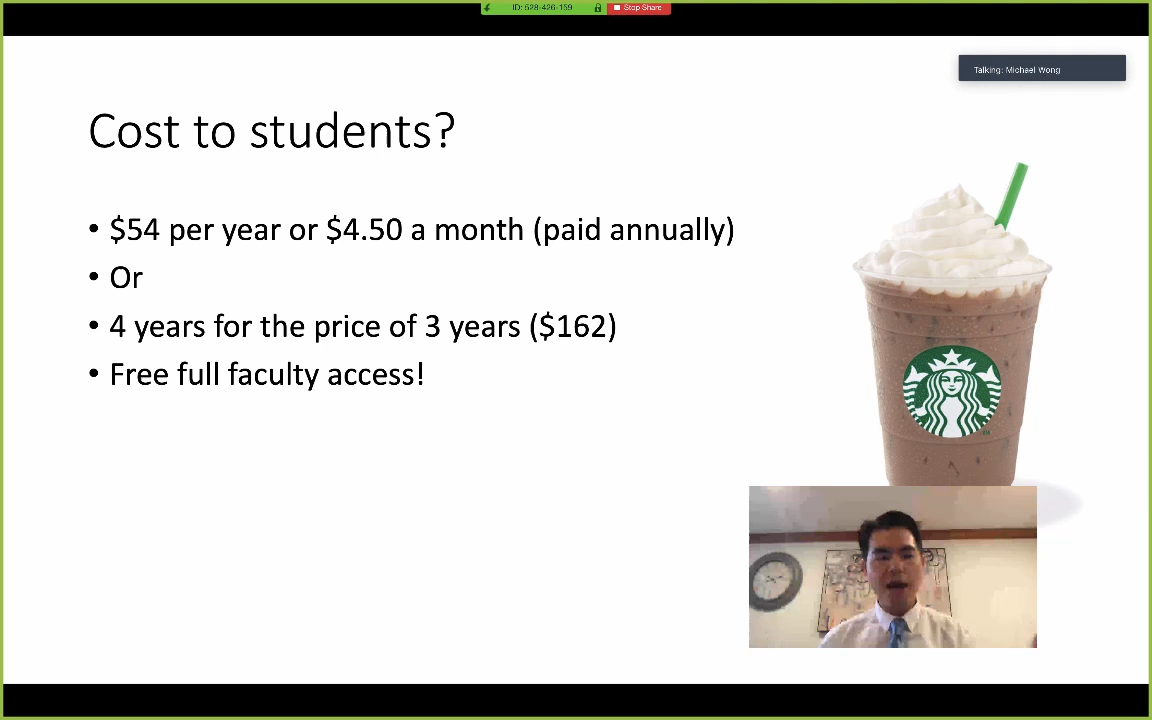 ID: 528-426-159
Stop Share
Talking: Michael Wong
Cost to students?
• $54 per year or $4.50 a month (paid annually)
• Or
• 4 years for the price of 3 years ($162)
• Free full faculty access!